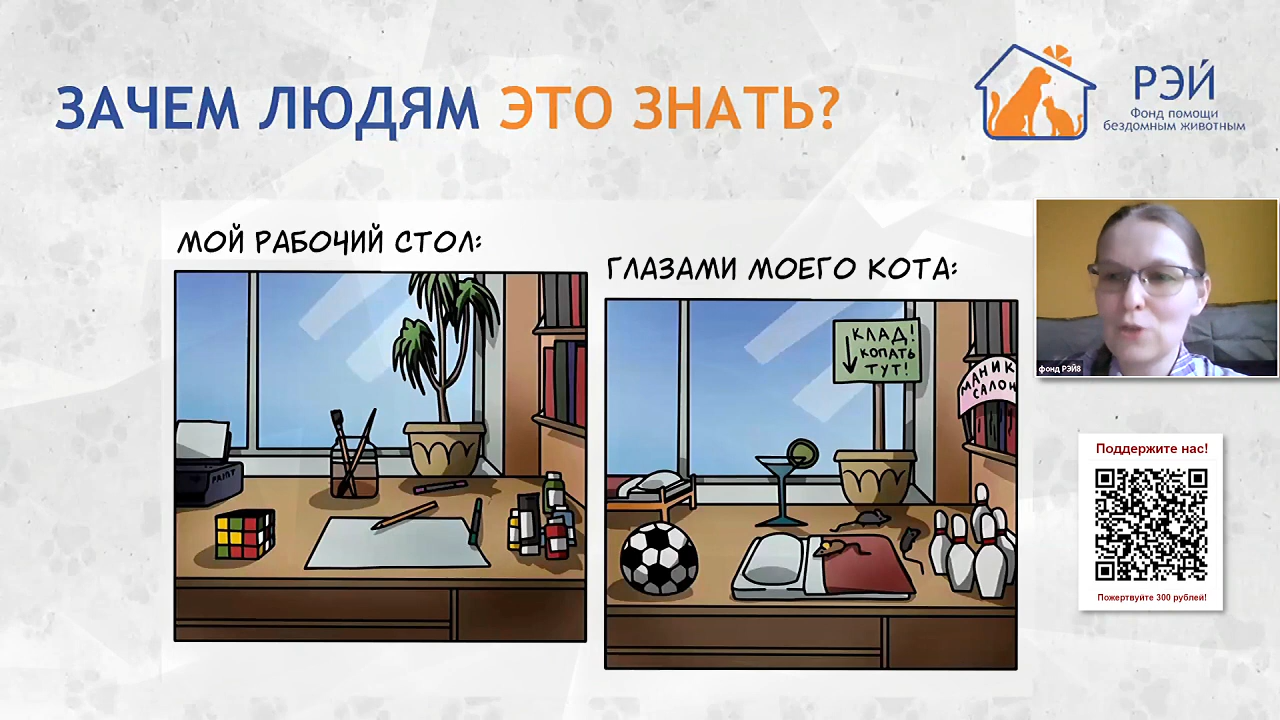 ЗАЧЕМ ЛЮДЯМ ЭТО ЗНАТЬ?
РЭЙ
Фонд помощи
бездомным животным
МОЙ РАБОЧИЙ СТОЛ:
ГЛАЗАМИ МОЕГО КОТА:
КЛАД!
КОПАТЬ
ТУТ!
МАНИК
САЛОН
PAINT
фонд РЭЙ8
Поддержите нас!
Пожертвуйте 300 рублей!